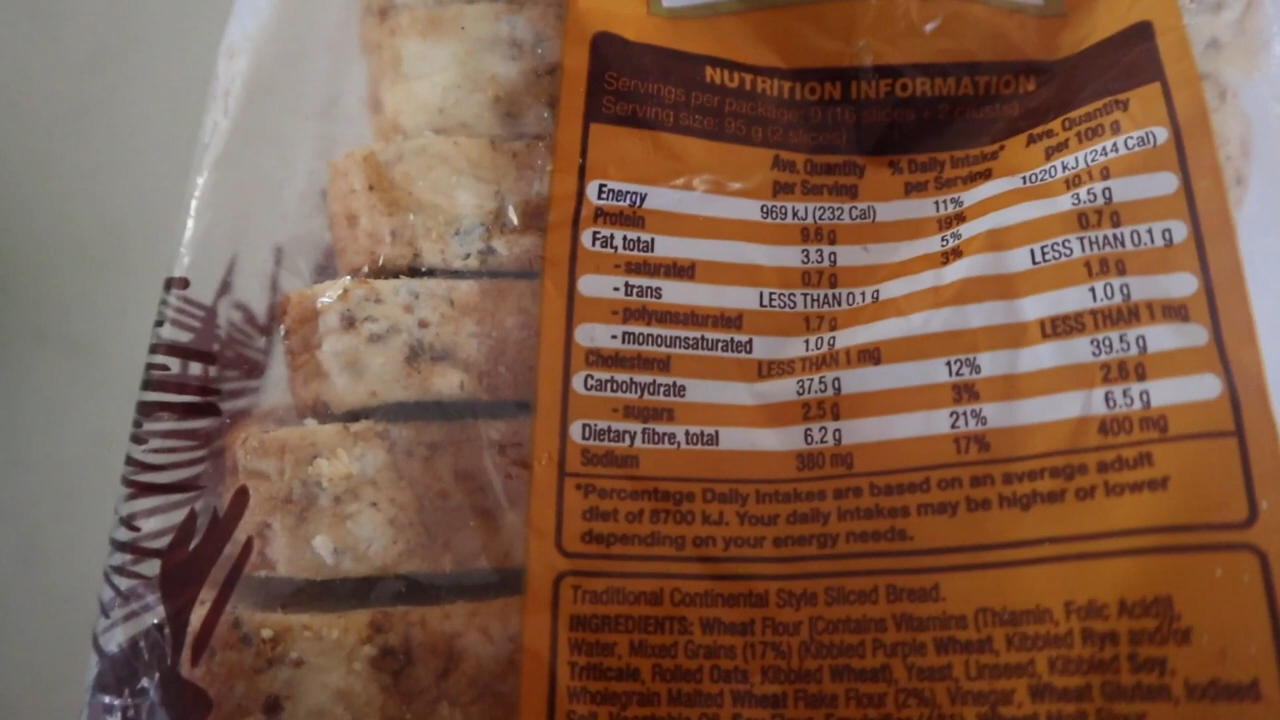 NUTRITION INFORMATION
Servings per package: 9 (16 slices + 2 crusts)
Serving size: 95 g (2 slices)
Ave. Quantity per Serving % Daily Intake* per Serving Ave. Quantity per 100 g
Energy 969 kJ (232 Cal) 11% 1020 kJ (244 Cal)
Protein 9.6 g 19% 10.1 g
Fat, total 3.3 g 5% 3.5 g
- saturated 0.7 g 3% 0.7 g
- trans LESS THAN 0.1 g LESS THAN 0.1 g
- polyunsaturated 1.7 g 1.8 g
- monounsaturated 1.0 g 1.0 g
Cholesterol LESS THAN 1 mg LESS THAN 1 mg
Carbohydrate 37.5 g 12% 39.5 g
- sugars 2.5 g 3% 2.6 g
Dietary fibre, total 6.2 g 21% 6.5 g
Sodium 380 mg 17% 400 mg
*Percentage Daily Intakes are based on an average adult
diet of 8700 kJ. Your daily intakes may be higher or lower
depending on your energy needs.
Traditional Continental Style Sliced Bread.
INGREDIENTS: Wheat Flour [Contains Vitamins (Thiamin, Folic Acid)],
Water, Mixed Grains (17%) (Kibbled Purple Wheat, Kibbled Rye and/or
Triticale, Rolled Oats, Kibbled Wheat), Yeast, Linseed, Kibbled Soy,
Wholegrain Malted Wheat Flake Flour (2%), Vinegar, Wheat Gluten, Iodised
Salt, Vegetable Oil, Soy Flour,